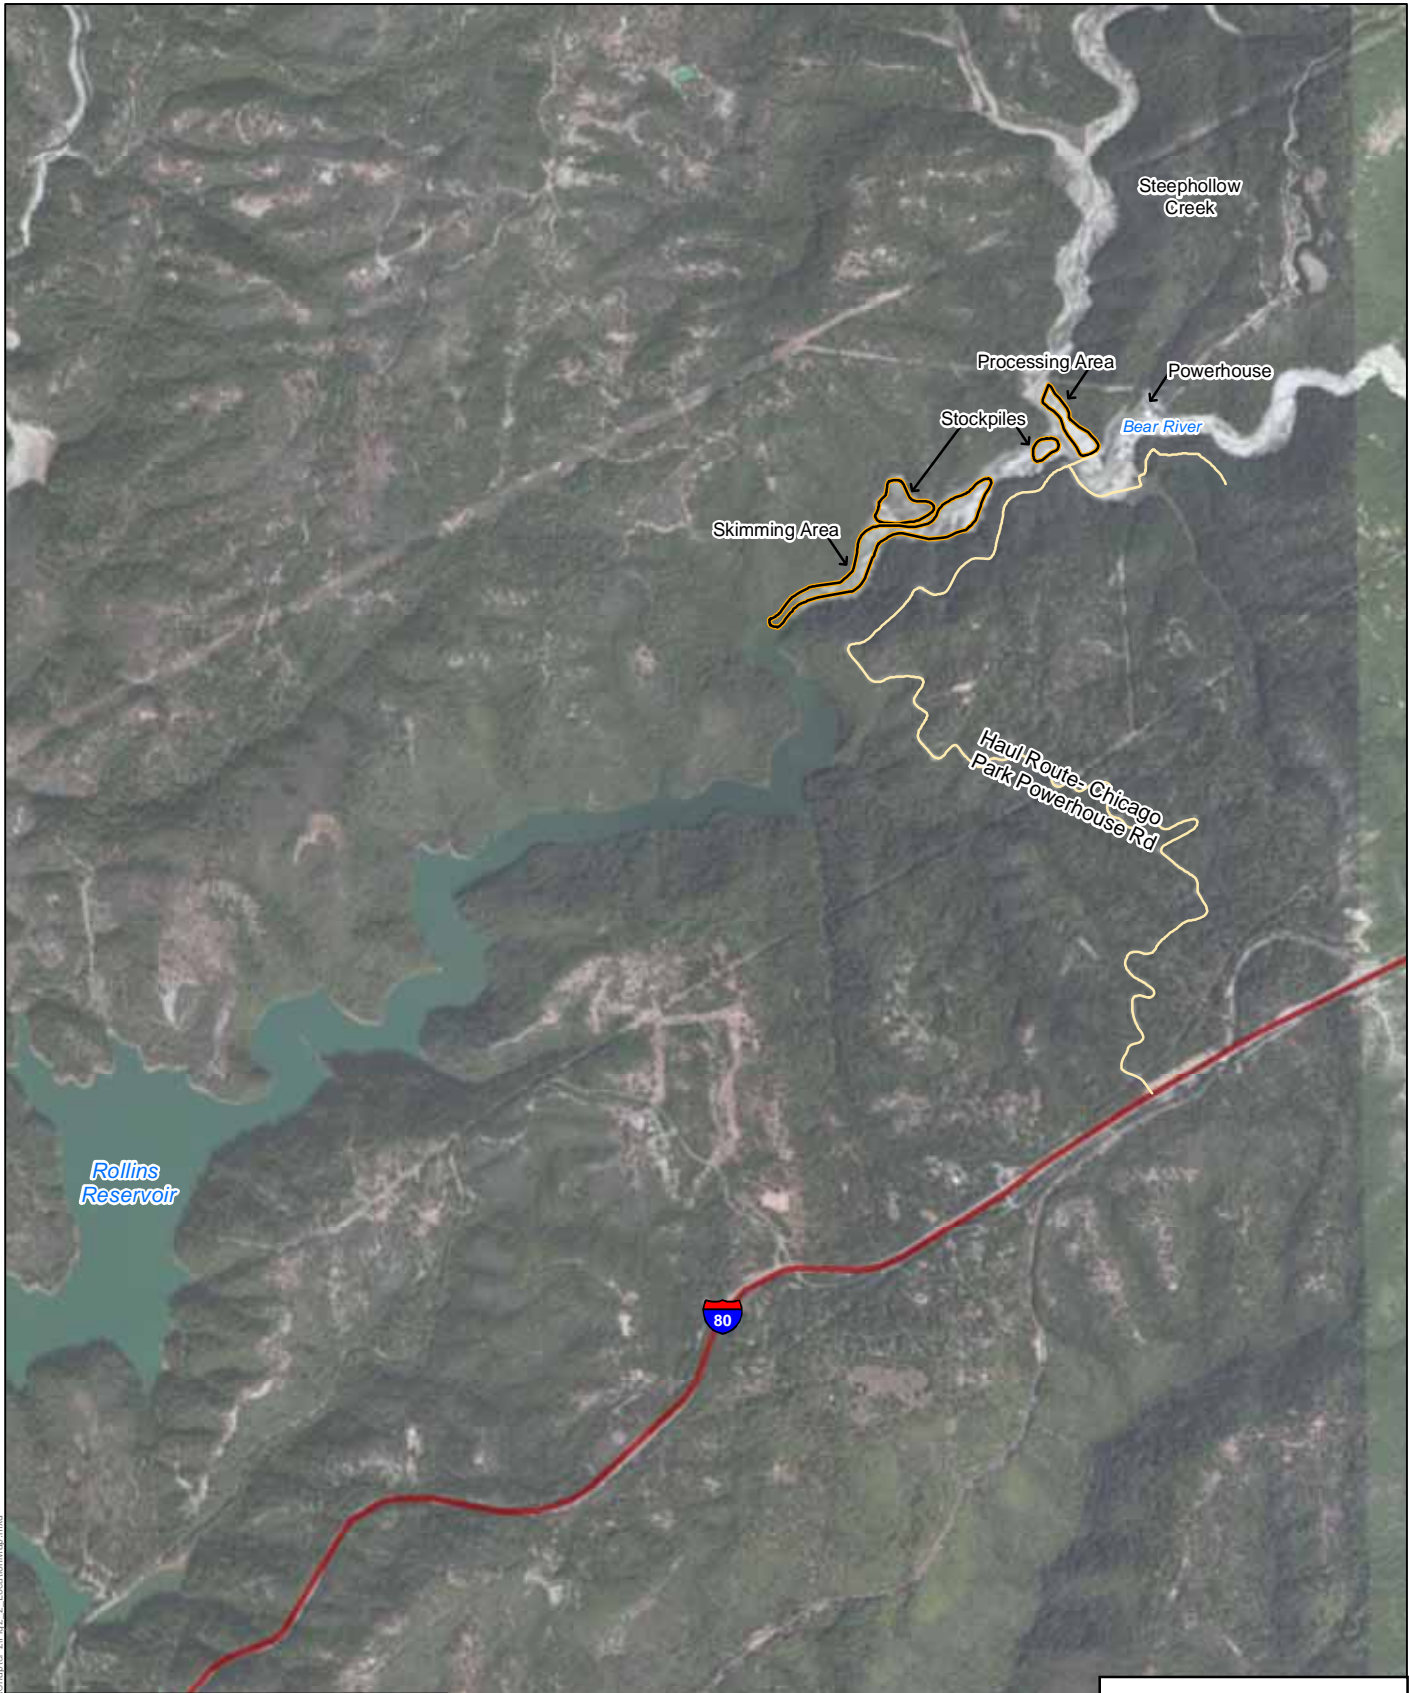 Steephollow
Creek
Processing Area
Powerhouse
Stockpiles
Bear River
Skimming Area
Haul Route- Chicago
Park Powerhouse Rd
Rollins
Reservoir
80